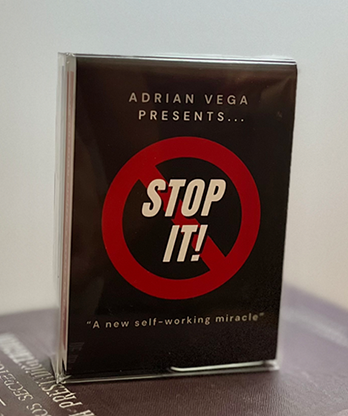 ADRIAN VEGA
PRESENTS...
STOP
IT!
"A new self-working miracle"